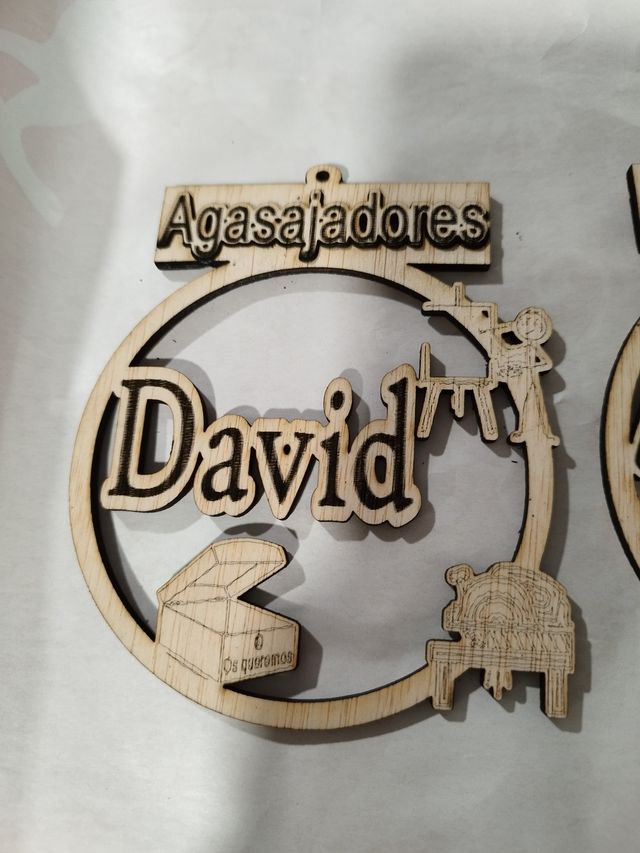 Agasajadores
David
Os queremos